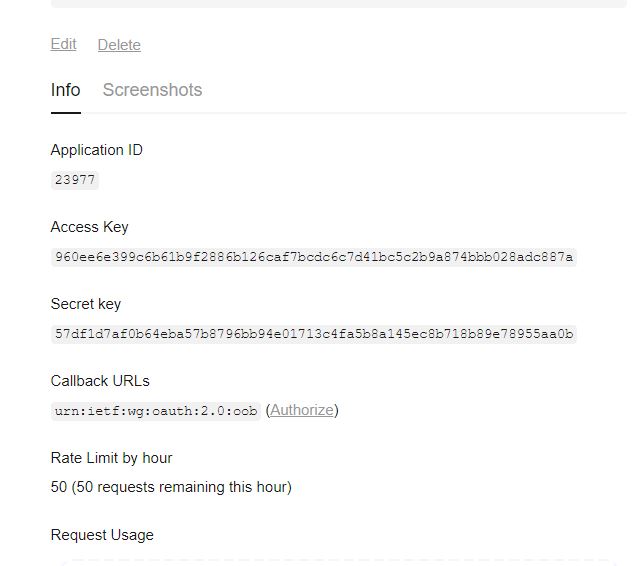 Edit Delete
Info Screenshots
Application ID
23977
Access Key
960ee6e399c6b61b9f2886b126caf7bcdc6c7d41bc5c2b9a874bbb028adc887a
Secret key
57df1d7af0b64eba57b8796bb94e01713c4fa5b8a145ec8b718b89e78955aa0b
Callback URLs
urn:ietf:wg:oauth:2.0:oob (Authorize)
Rate Limit by hour
50 (50 requests remaining this hour)
Request Usage